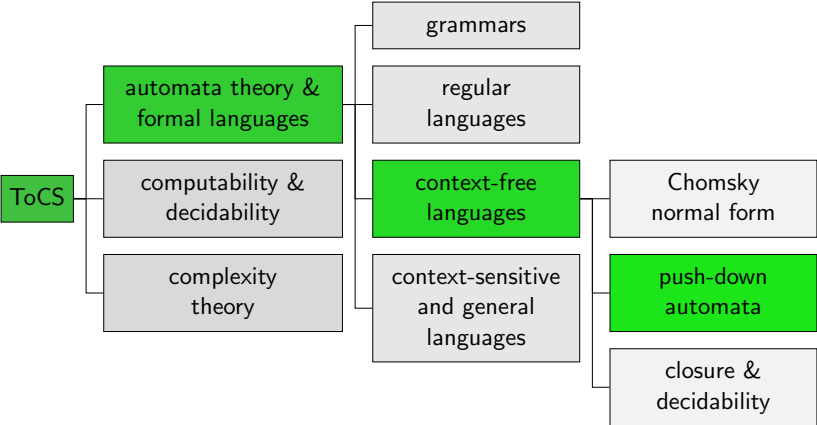 ToCS
automata theory &
formal languages
computability &
decidability
complexity
theory
grammars
regular
languages
context-free
languages
context-sensitive
and general
languages
Chomsky
normal form
push-down
automata
closure &
decidability